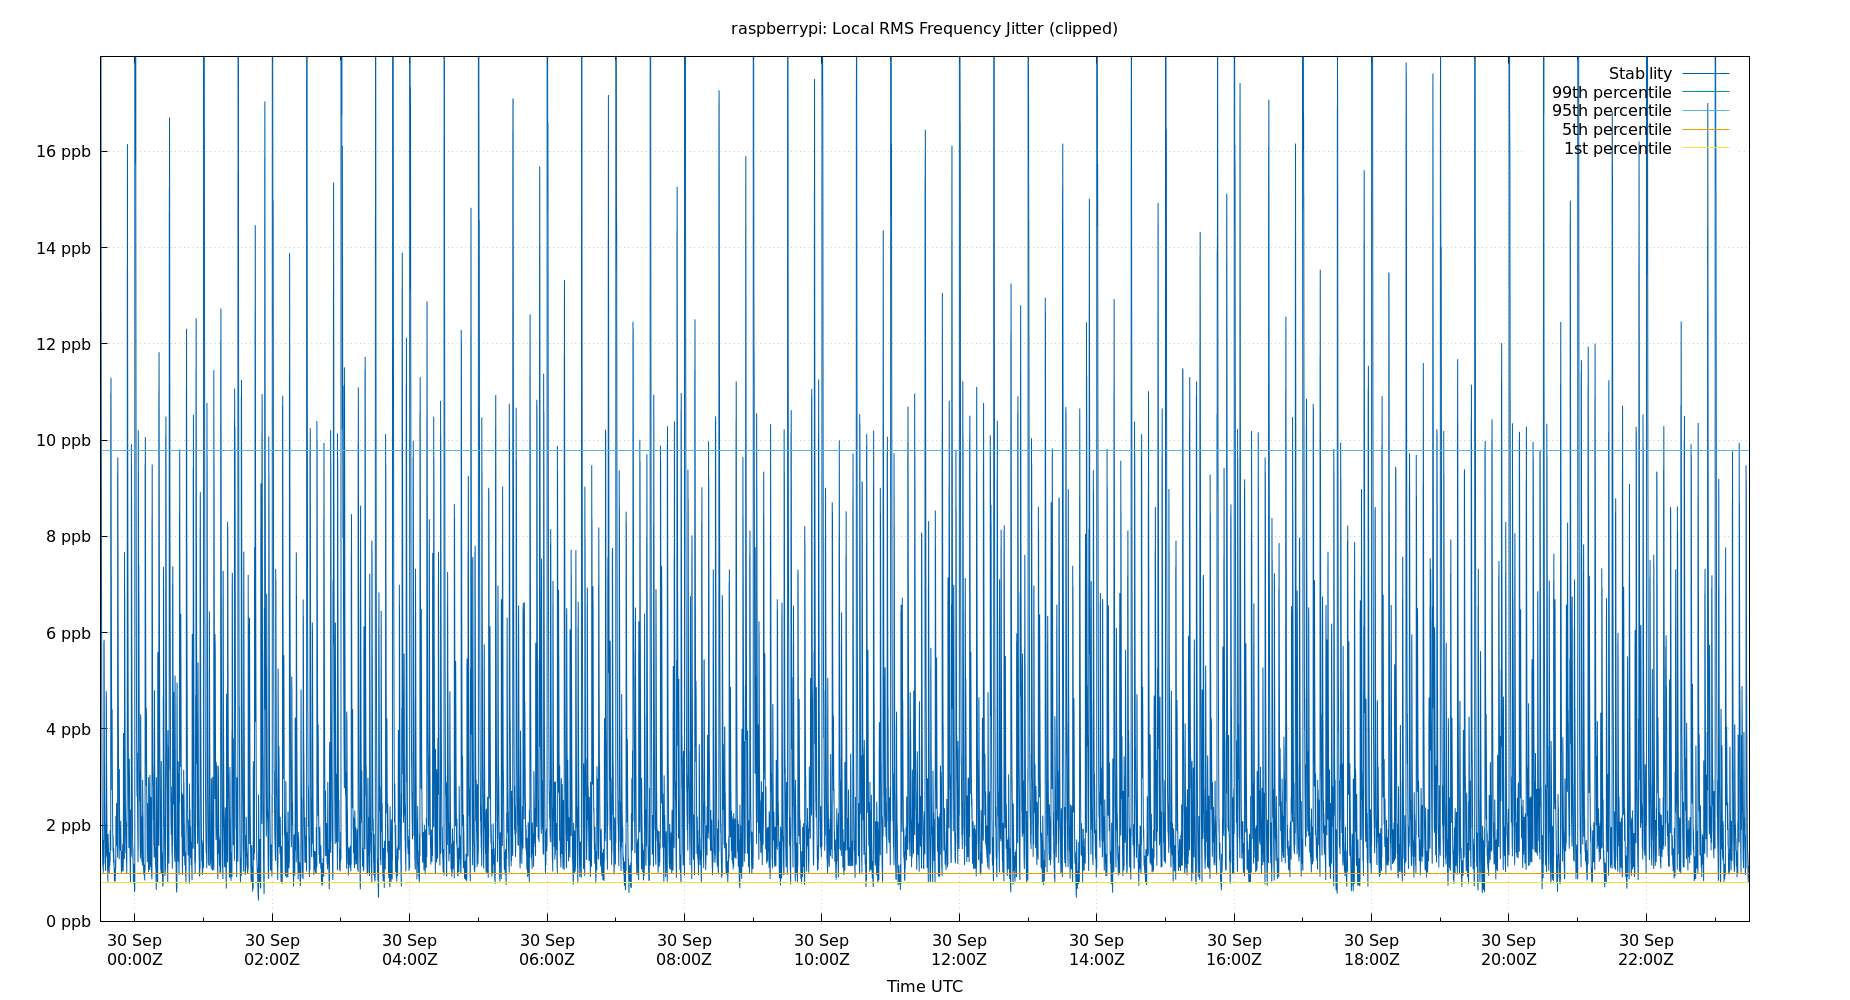 raspberrypi: Local RMS Frequency Jitter (clipped)
Stability
99th percentile
95th percentile
5th percentile
1st percentile
16 ppb
14 ppb
12 ppb
10 ppb
8 ppb
6 ppb
4 ppb
2 ppb
0 ppb
30 Sep 30 Sep 30 Sep 30 Sep 30 Sep 30 Sep 30 Sep 30 Sep 30 Sep 30 Sep 30 Sep 30 Sep
00:00Z 02:00Z 04:00Z 06:00Z 08:00Z 10:00Z 12:00Z 14:00Z 16:00Z 18:00Z 20:00Z 22:00Z
Time UTC